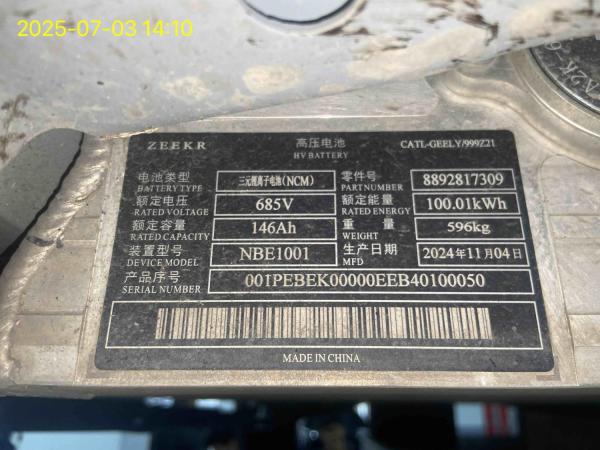 2025-07-03 14:10
ZEEKR 高压电池 CATL-GEELY/999Z21
HV BATTERY
电池类型 三元锂离子电池(NCM) 零件号 8892817309
BATTERY TYPE PARTNUMBER
额定电压 685V 额定能量 100.01kWh
RATED VOLTAGE RATED ENERGY
额定容量 146Ah 重量 596kg
RATED CAPACITY WEIGHT
装置型号 NBE1001 生产日期 2024年11月04日
DEVICE MODEL MFD
产品序号 001PEBEK00000EEB40100050
SERIAL NUMBER
MADE IN CHINA